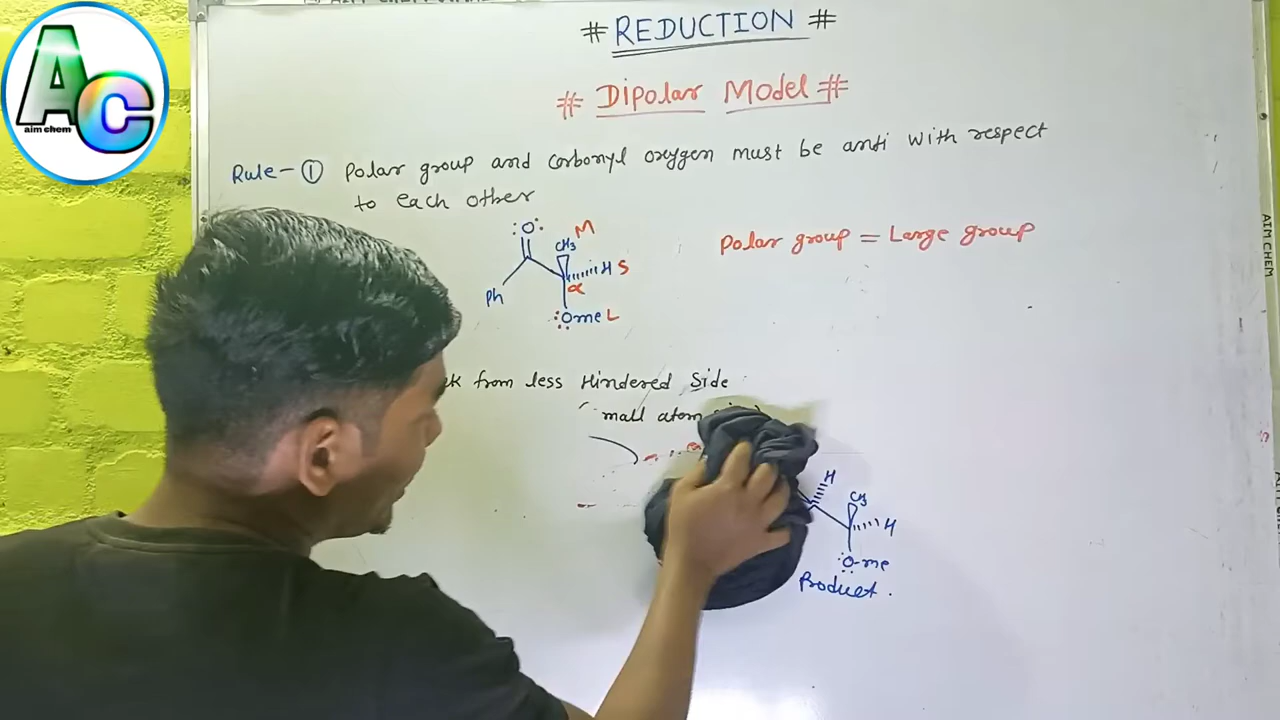 AC
aim chem
# REDUCTION #
# Dipolar Model #
Rule - ① Polar group and carbonyl oxygen must be anti with respect
to each other
:O:
CH3 M
H S
α
Ph
:OMe L
Polar group = Large group
from less Hindered Side
mall atom
H
CH3
H
:O-me
Product.
AIM CHEM